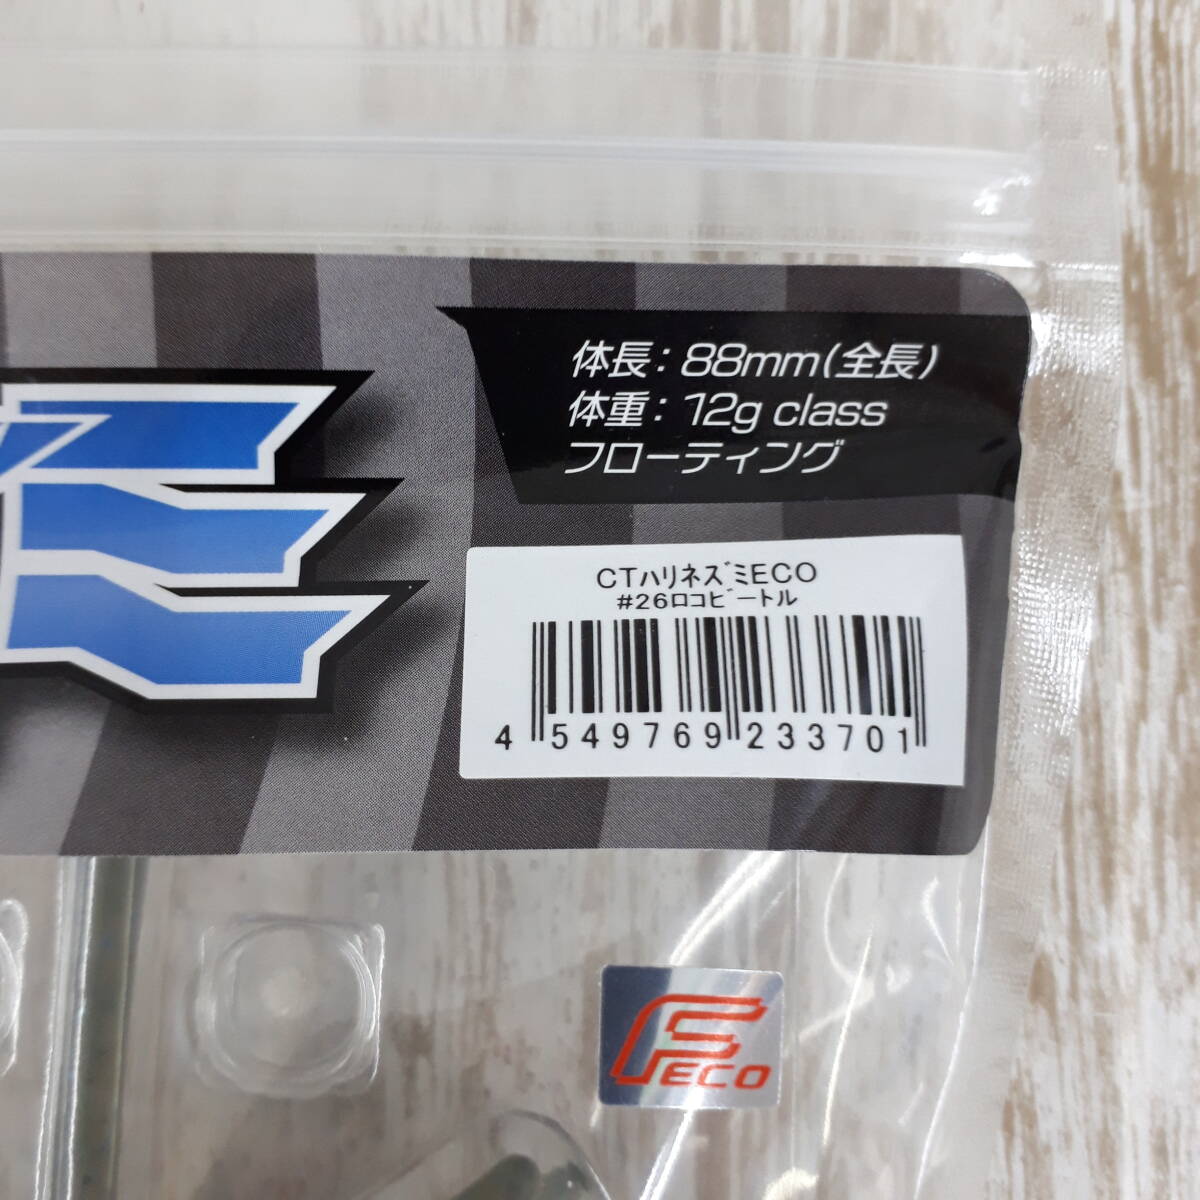 体長：88mm(全長)
体重：12g class
フローティング
CTハリネズミECO
#26ロコビートル
4 549769 233701
FECO